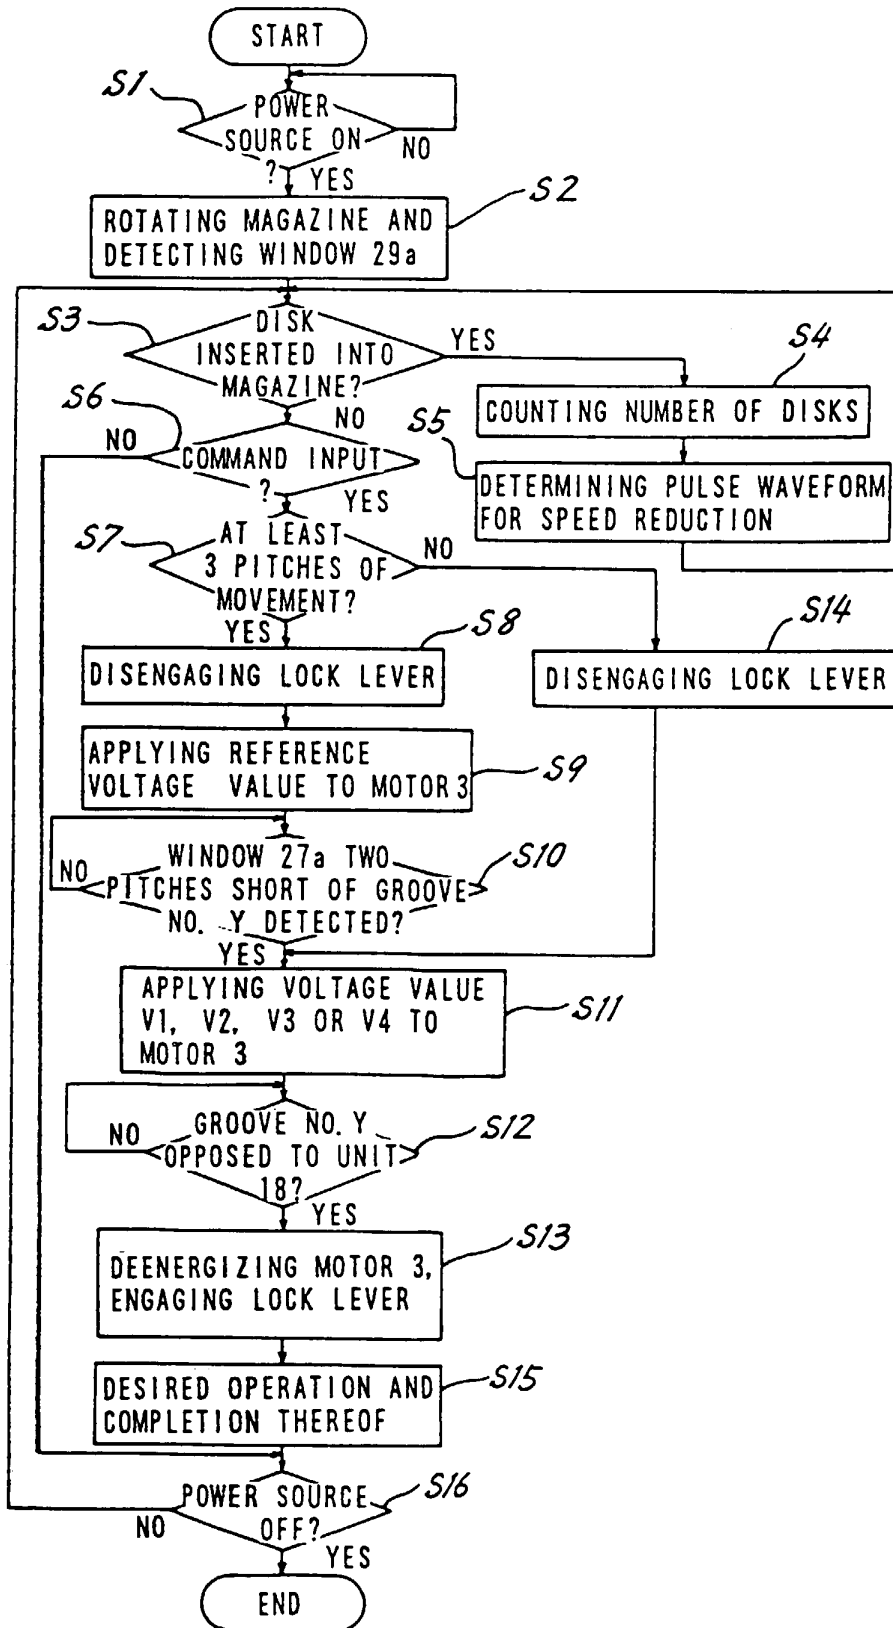 START
S1
POWER
SOURCE ON
?
NO
YES
S2
ROTATING MAGAZINE AND
DETECTING WINDOW 29a
S3
DISK
INSERTED INTO
MAGAZINE?
YES
NO
S4
COUNTING NUMBER OF DISKS
S5
DETERMINING PULSE WAVEFORM
FOR SPEED REDUCTION
S6
NO
COMMAND INPUT
?
YES
S7
AT LEAST
3 PITCHES OF
MOVEMENT?
NO
YES
S8
DISENGAGING LOCK LEVER
S14
DISENGAGING LOCK LEVER
APPLYING REFERENCE
VOLTAGE VALUE TO MOTOR 3
S9
NO
WINDOW 27a TWO
PITCHES SHORT OF GROOVE
NO. Y DETECTED?
S10
YES
APPLYING VOLTAGE VALUE
V1, V2, V3 OR V4 TO
MOTOR 3
S11
NO
GROOVE NO. Y
OPPOSED TO UNIT
18?
S12
YES
S13
DEENERGIZING MOTOR 3,
ENGAGING LOCK LEVER
S15
DESIRED OPERATION AND
COMPLETION THEREOF
POWER SOURCE
OFF?
S16
NO
YES
END